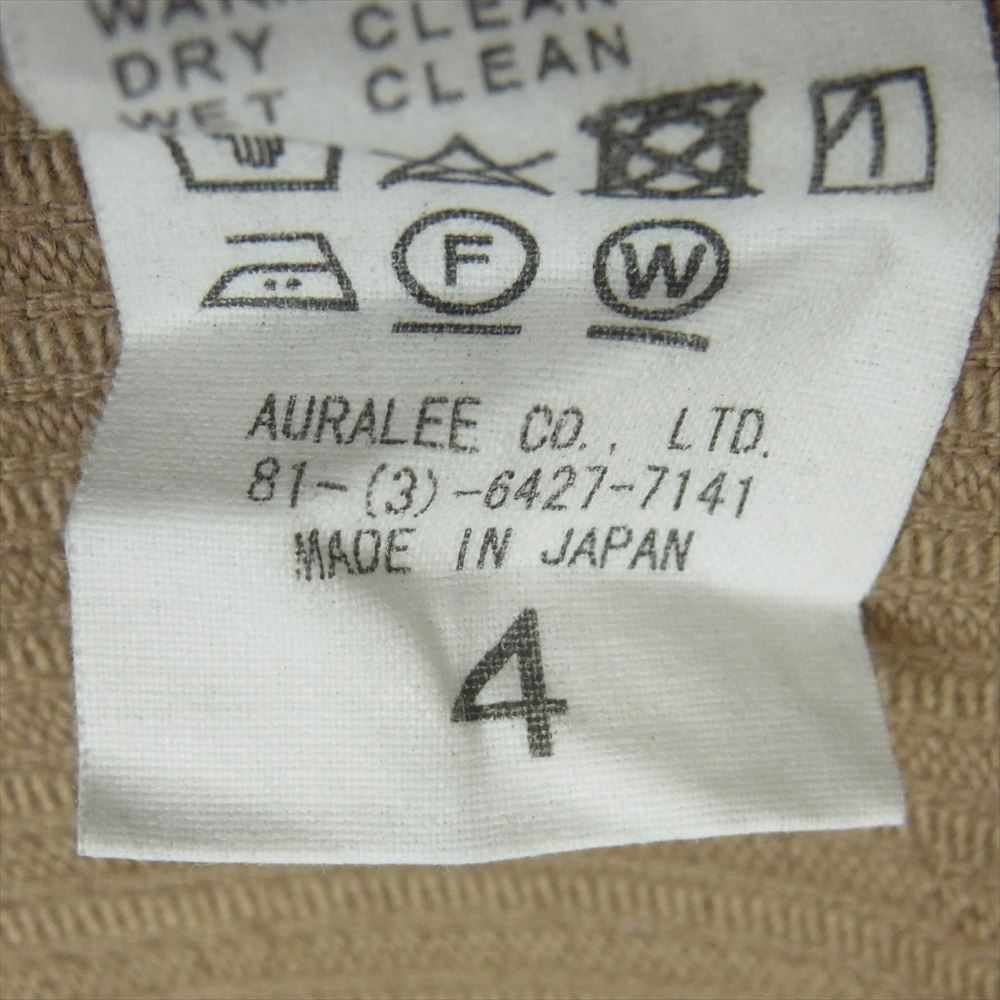 DRY CLEAN
WET CLEAN
F W
AURALEE CO., LTD.
81-(3)-6427-7141
MADE IN JAPAN
4